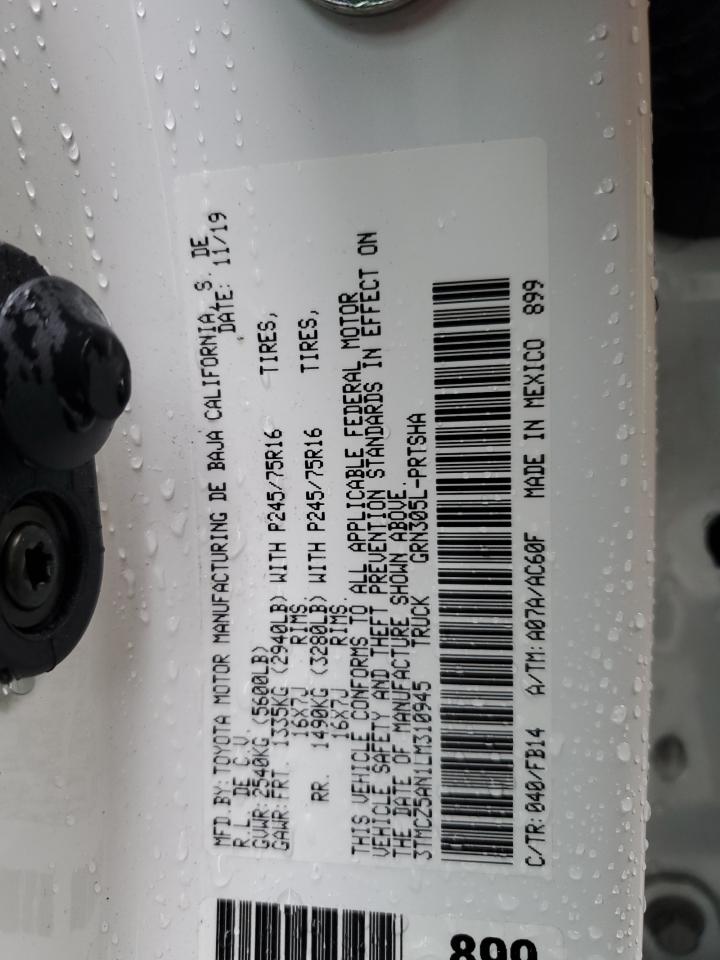 MFD.BY:TOYOTA MOTOR MANUFACTURING DE BAJA CALIFORNIA, S. DE
R.L. DE C.V. DATE: 11/19
GVWR:2540KG (5600LB)
GAWR:FRT. 1335KG (2940LB) WITH P245/75R16 TIRES,
16X7J RIMS.
RR. 1490KG (3280LB) WITH P245/75R16 TIRES,
16X7J RIMS.
THIS VEHICLE CONFORMS TO ALL APPLICABLE FEDERAL MOTOR
VEHICLE SAFETY AND THEFT PREVENTION STANDARDS IN EFFECT ON
THE DATE OF MANUFACTURE SHOWN ABOVE.
3TMCZ5AN1LM310945 TRUCK GRN305L-PRTSHA
C/TR:040/FB14 A/TM:A07A/AC60F MADE IN MEXICO 899
899